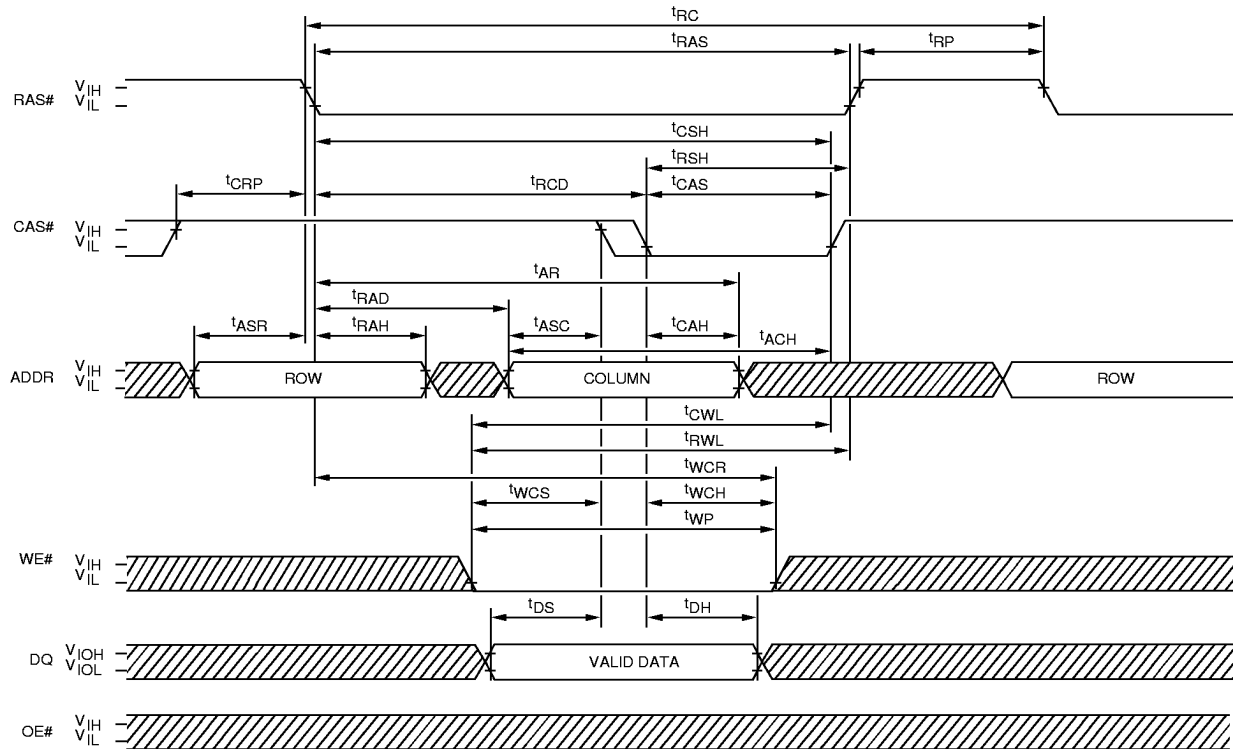 tRC
tRAS
tRP
RAS# VIH
VIL
tCSH
tRSH
tCRP tRCD tCAS
CAS# VIH
VIL
tAR
tRAD
tASR tRAH tASC tCAH
tACH
ADDR VIH
VIL
ROW COLUMN ROW
tCWL
tRWL
tWCR
tWCS tWCH
tWP
WE# VIH
VIL
tDS tDH
DQ VIOH
VIOL
VALID DATA
OE# VIH
VIL